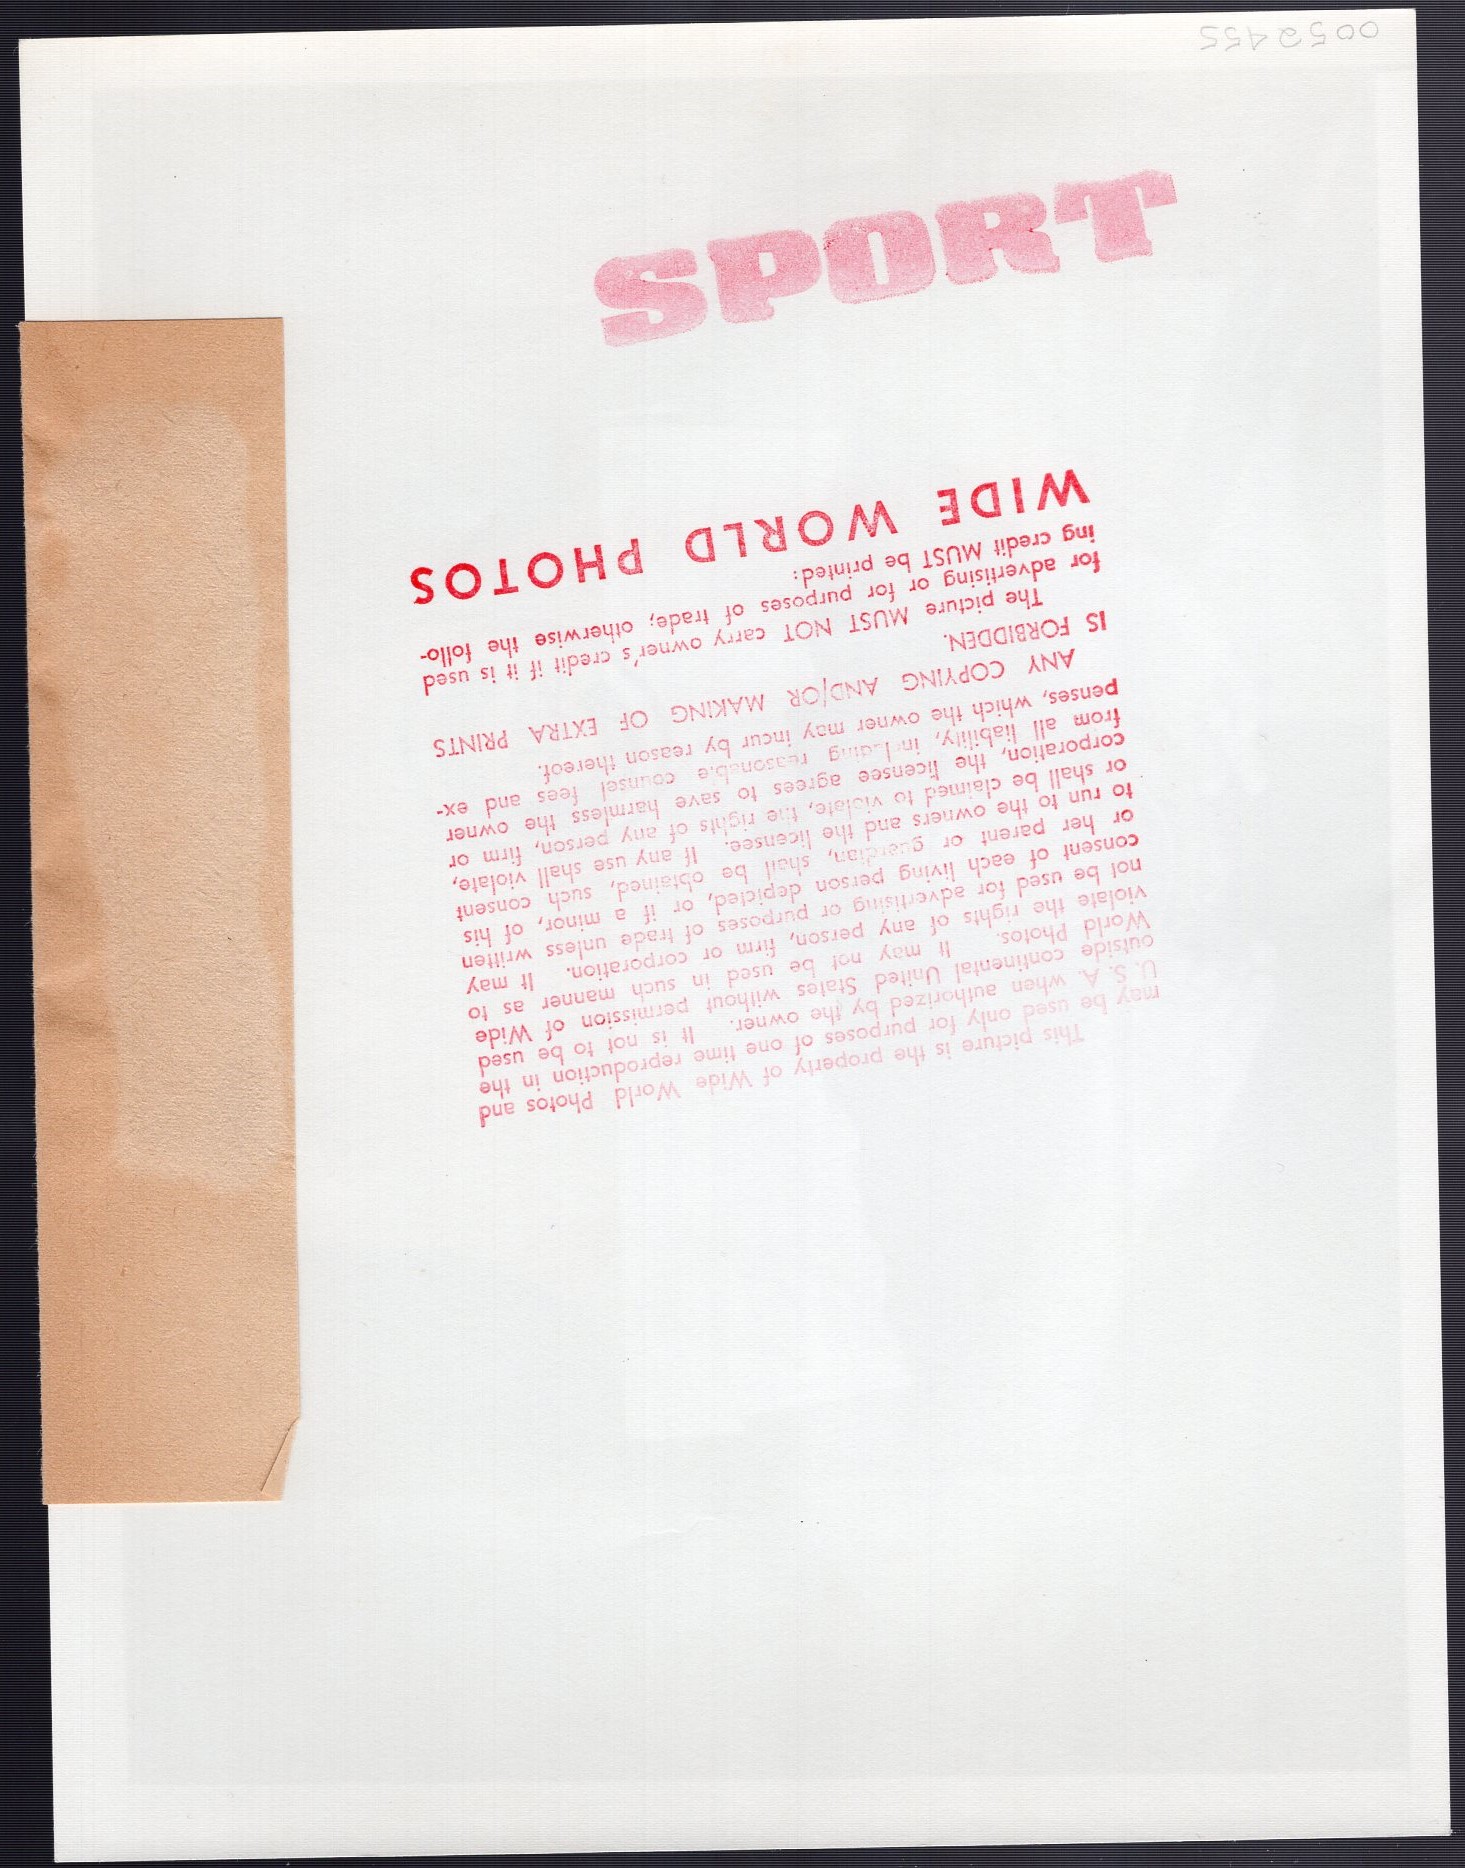 0052455
SPORT
This picture is the property of Wide World Photos and
may be used only for purposes of one time reproduction in the
U. S. A. when authorized by the owner. It is not to be used
outside continental United States without permission of Wide
World Photos. It may not be used in such manner as to
violate the rights of any person, firm or corporation. It may
not be used for advertising or purposes of trade unless written
consent of each living person depicted, or if a minor, of his
or her parent or guardian, shall be obtained, such consent
to run to the owners and the licensee. If any use shall violate,
or shall be claimed to violate, the rights of any person, firm or
corporation, the licensee agrees to save harmless the owner
from all liability, including reasonable counsel fees and ex-
penses, which the owner may incur by reason thereof.
ANY COPYING AND/OR MAKING OF EXTRA PRINTS
IS FORBIDDEN.
The picture MUST NOT carry owner's credit if it is used
for advertising or for purposes of trade; otherwise the follo-
ing credit MUST be printed:
WIDE WORLD PHOTOS